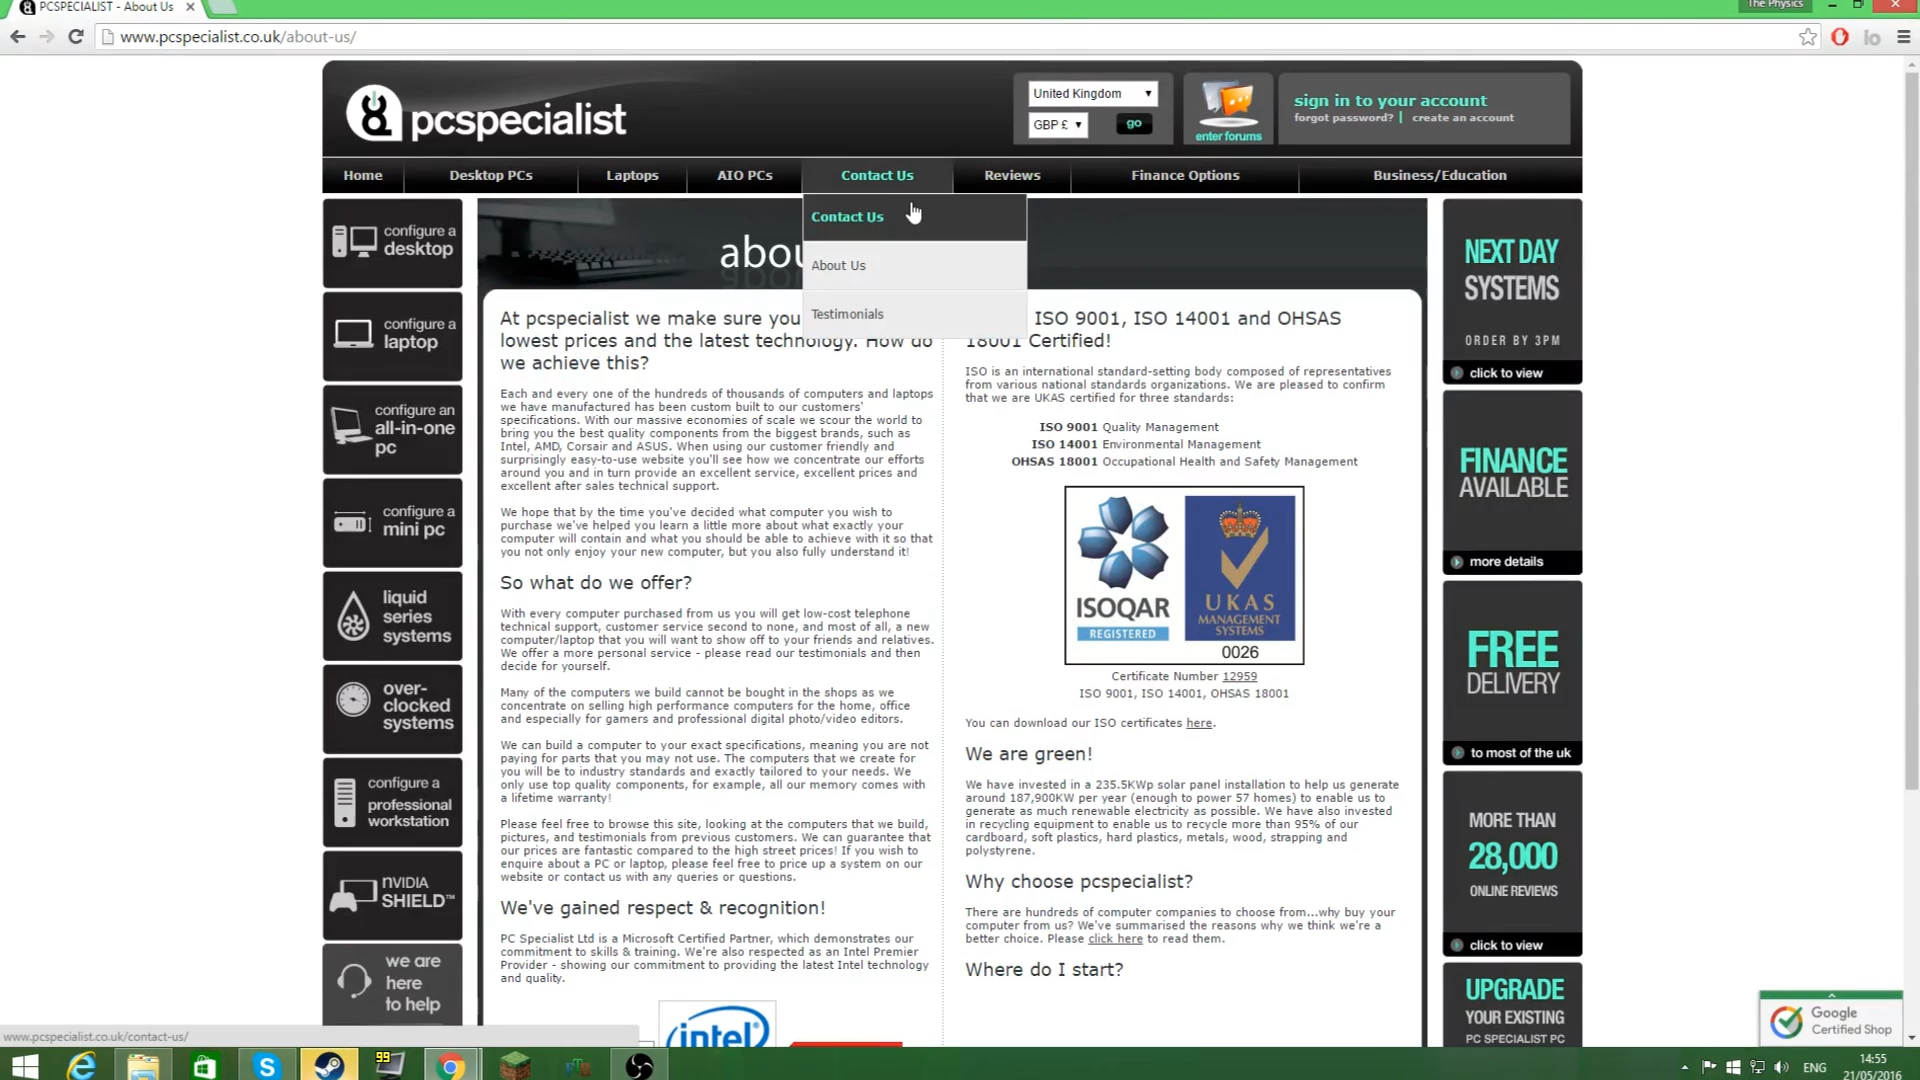 PCSPECIALIST - About Us
The Physics
www.pcspecialist.co.uk/about-us/
pcspecialist
United Kingdom
GBP £
go
enter forums
sign in to your account
forgot password? | create an account
Home
Desktop PCs
Laptops
AIO PCs
Contact Us
Reviews
Finance Options
Business/Education
Contact Us
About Us
Testimonials
configure a
desktop
configure a
laptop
configure an
all-in-one
pc
configure a
mini pc
liquid
series
systems
over-
clocked
systems
configure a
professional
workstation
NVIDIA
SHIELD™
we are
here
to help
abou
At pcspecialist we make sure you
lowest prices and the latest technology. How do
we achieve this?
Each and every one of the hundreds of thousands of computers and laptops
we have manufactured has been custom built to our customers'
specifications. With our massive economies of scale we scour the world to
bring you the best quality components from the biggest brands, such as
Intel, AMD, Corsair and ASUS. When using our customer friendly and
surprisingly easy-to-use website you'll see how we concentrate our efforts
around you and in turn provide an excellent service, excellent prices and
excellent after sales technical support.
We hope that by the time you've decided what computer you wish to
purchase we've helped you learn a little more about what exactly your
computer will contain and what you should be able to achieve with it so that
you not only enjoy your new computer, but you also fully understand it!
So what do we offer?
With every computer purchased from us you will get low-cost telephone
technical support, customer service second to none, and most of all, a new
computer/laptop that you will want to show off to your friends and relatives.
We offer a more personal service - please read our testimonials and then
decide for yourself.
Many of the computers we build cannot be bought in the shops as we
concentrate on selling high performance computers for the home, office
and especially for gamers and professional digital photo/video editors.
We can build a computer to your exact specifications, meaning you are not
paying for parts that you may not use. The computers that we create for
you will be to industry standards and exactly tailored to your needs. We
only use top quality components, for example, all our memory comes with
a lifetime warranty!
Please feel free to browse this site, looking at the computers that we build,
pictures, and testimonials from previous customers. We can guarantee that
our prices are fantastic compared to the high street prices! If you wish to
enquire about a PC or laptop, please feel free to price up a system on our
website or contact us with any queries or questions.
We've gained respect & recognition!
PC Specialist Ltd is a Microsoft Certified Partner, which demonstrates our
commitment to skills & training. We're also respected as an Intel Premier
Provider - showing our commitment to providing the latest Intel technology
and quality.
intel
ISO 9001, ISO 14001 and OHSAS
18001 Certified!
ISO is an international standard-setting body composed of representatives
from various national standards organizations. We are pleased to confirm
that we are UKAS certified for three standards:
ISO 9001 Quality Management
ISO 14001 Environmental Management
OHSAS 18001 Occupational Health and Safety Management
ISOQAR
REGISTERED
UKAS
MANAGEMENT
SYSTEMS
0026
Certificate Number 12959
ISO 9001, ISO 14001, OHSAS 18001
You can download our ISO certificates here.
We are green!
We have invested in a 235.5KWp solar panel installation to help us generate
around 187,900KW per year (enough to power 57 homes) to enable us to
generate as much renewable electricity as possible. We have also invested
in recycling equipment to enable us to recycle more than 95% of our
cardboard, soft plastics, hard plastics, metals, wood, strapping and
polystyrene.
Why choose pcspecialist?
There are hundreds of computer companies to choose from...why buy your
computer from us? We've summarised the reasons why we think we're a
better choice. Please click here to read them.
Where do I start?
NEXT DAY
SYSTEMS
ORDER BY 3PM
click to view
FINANCE
AVAILABLE
more details
FREE
DELIVERY
to most of the uk
MORE THAN
28,000
ONLINE REVIEWS
click to view
UPGRADE
YOUR EXISTING
PC SPECIALIST PC
Google
Certified Shop
www.pcspecialist.co.uk/contact-us/
99
ENG
14:55
21/05/2016